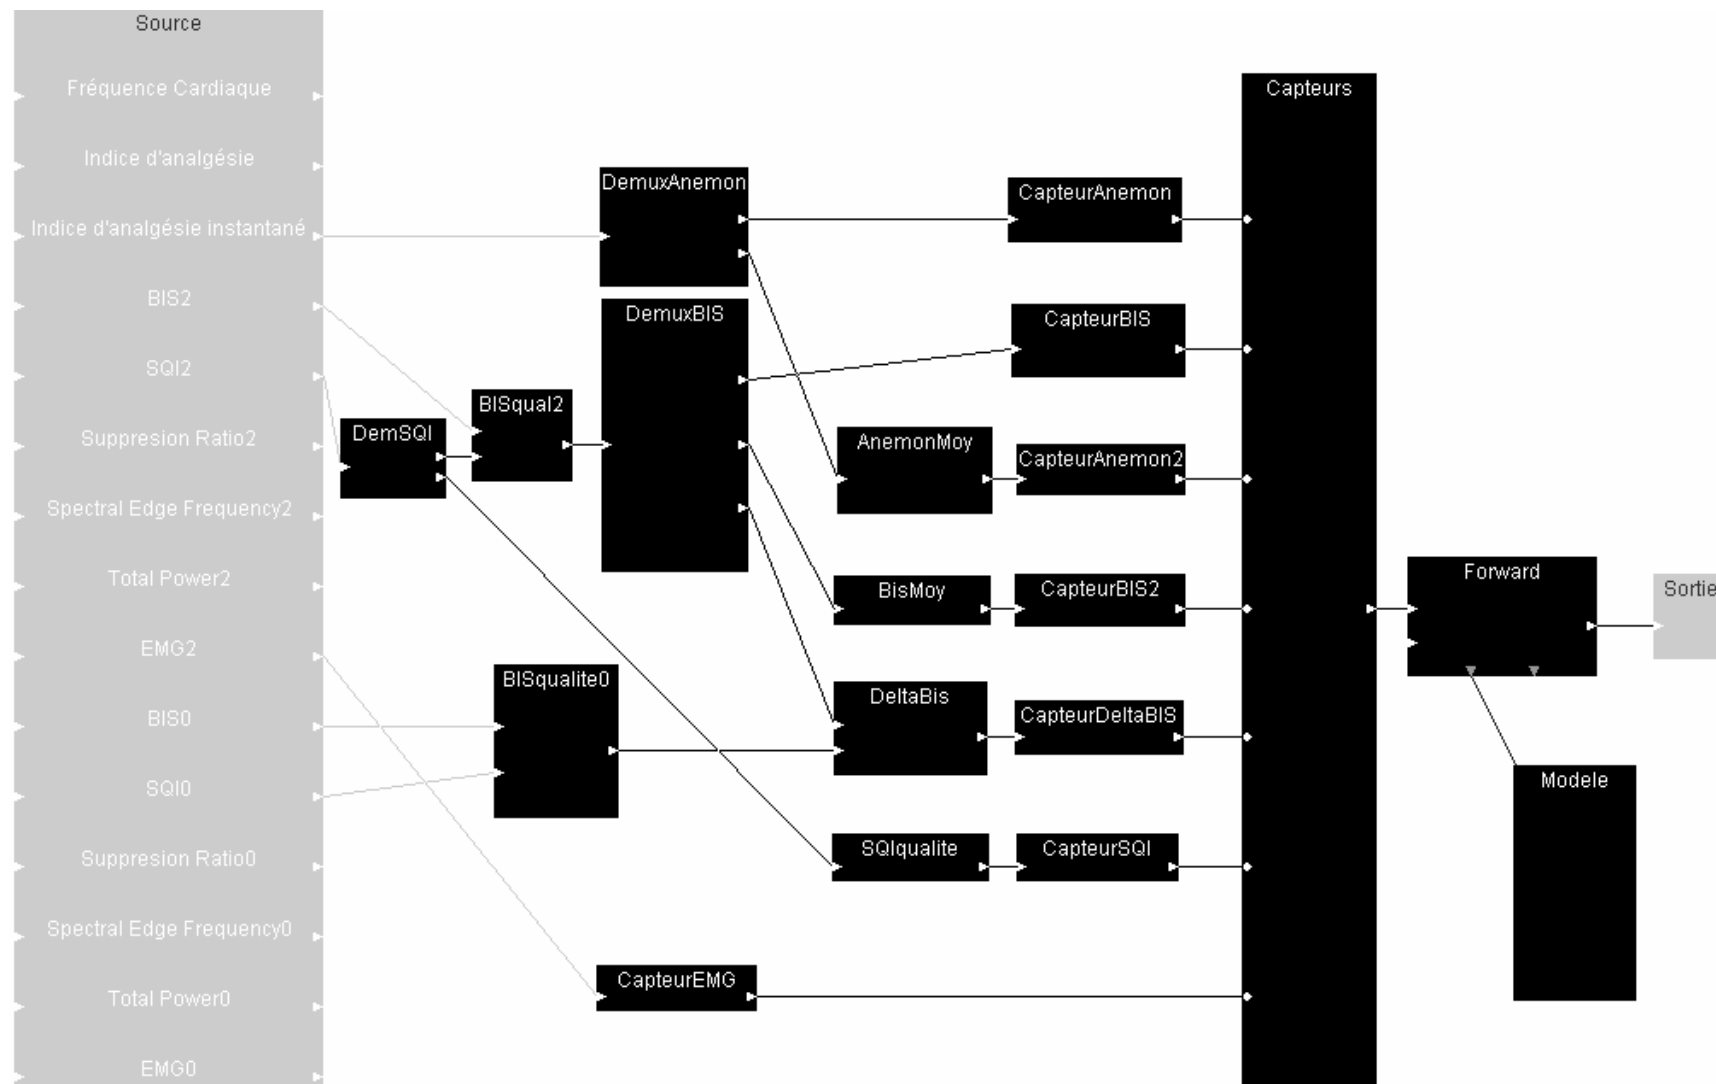 Source
Fréquence Cardiaque
Indice d'analgésie
Indice d'analgésie instantané
BIS2
SQI2
Suppresion Ratio2
Spectral Edge Frequency2
Total Power2
EMG2
BIS0
SQI0
Suppresion Ratio0
Spectral Edge Frequency0
Total Power0
EMG0
DemSQI
BISqual2
BISqualite0
DemuxAnemon
DemuxBIS
CapteurEMG
AnemonMoy
BisMoy
DeltaBis
SQIqualite
CapteurAnemon
CapteurBIS
CapteurAnemon2
CapteurBIS2
CapteurDeltaBIS
CapteurSQI
Capteurs
Forward
Modele
Sortie